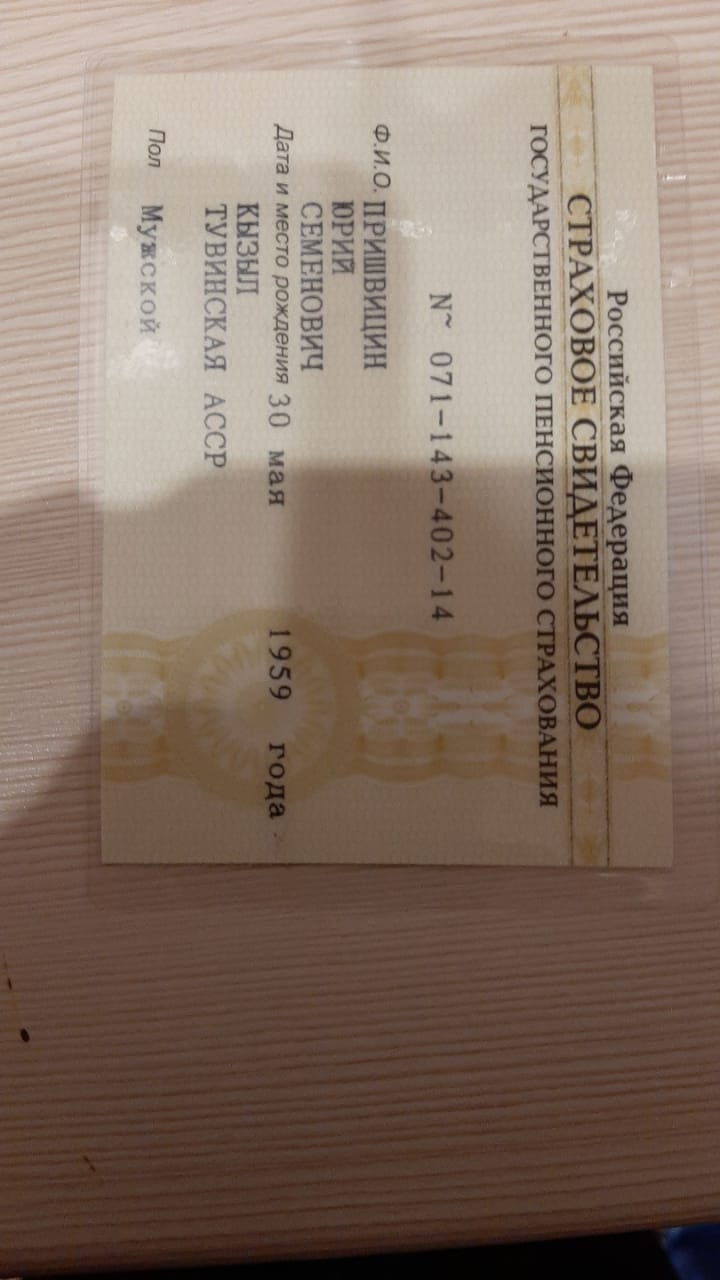 Российская Федерация
СТРАХОВОЕ СВИДЕТЕЛЬСТВО
ГОСУДАРСТВЕННОГО ПЕНСИОННОГО СТРАХОВАНИЯ
N~ 071-143-402-14
Ф.И.О. ПРИШВИЦИН
ЮРИЙ
СЕМЕНОВИЧ
Дата и место рождения 30 мая 1959 года
КЫЗЫЛ
ТУВИНСКАЯ АССР
Пол Мужской